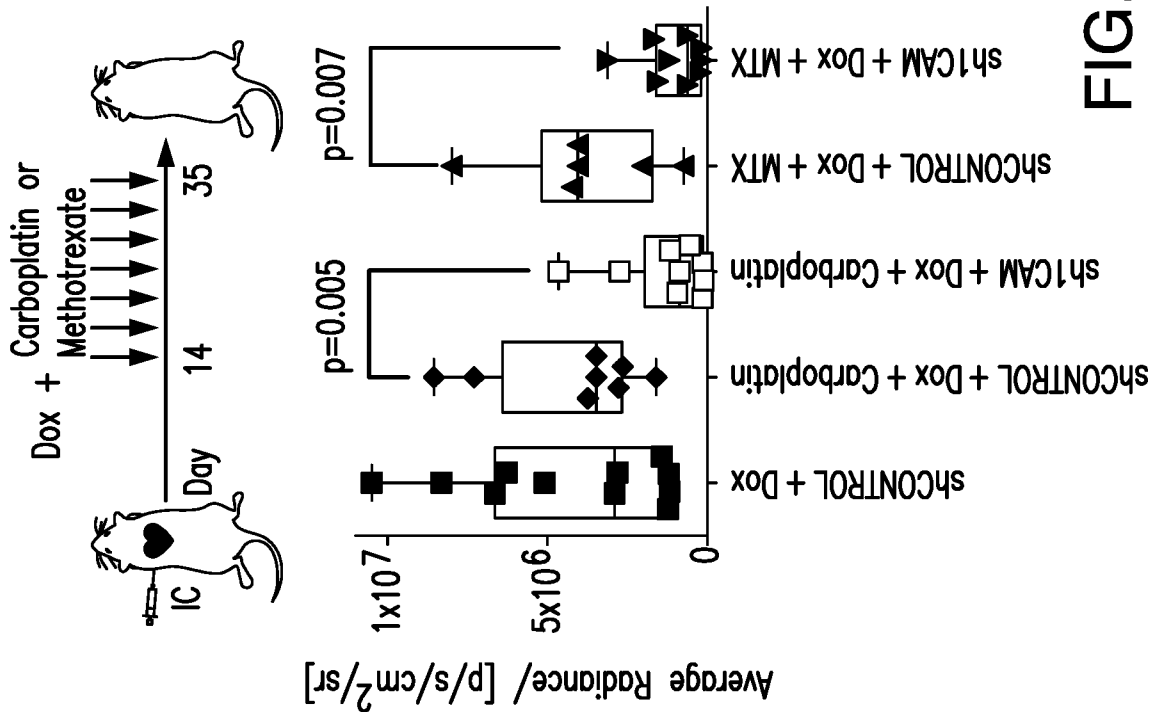 Dox + Carboplatin or
Methotrexate
IC
Day
14
35
Average Radiance/ [p/s/cm²/sr]
1x10⁷
5x10⁶
0
p=0.005
p=0.007
shCONTROL + Dox
shCONTROL + Dox + Carboplatin
sh1CAM + Dox + Carboplatin
shCONTROL + Dox + MTX
sh1CAM + Dox + MTX
FIG.